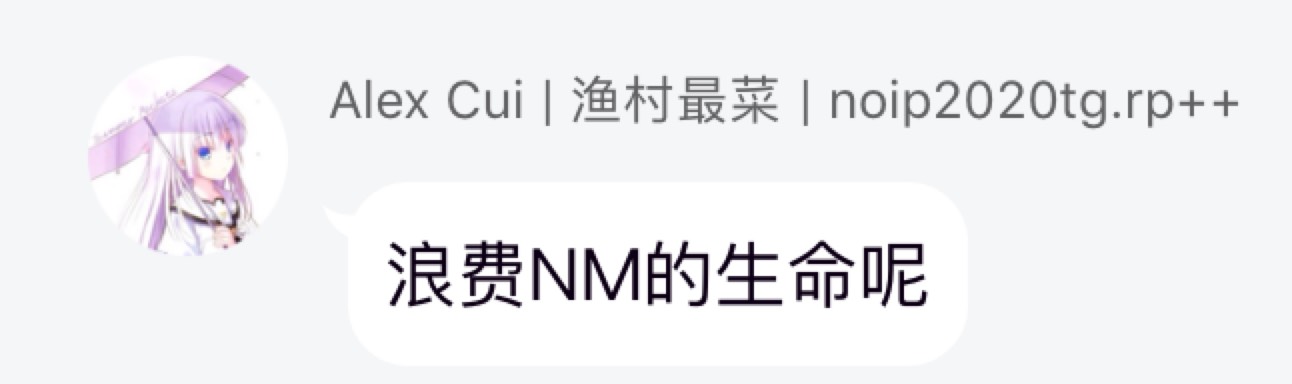 Alex Cui | 渔村最菜 | noip2020tg.rp++
浪费NM的生命呢